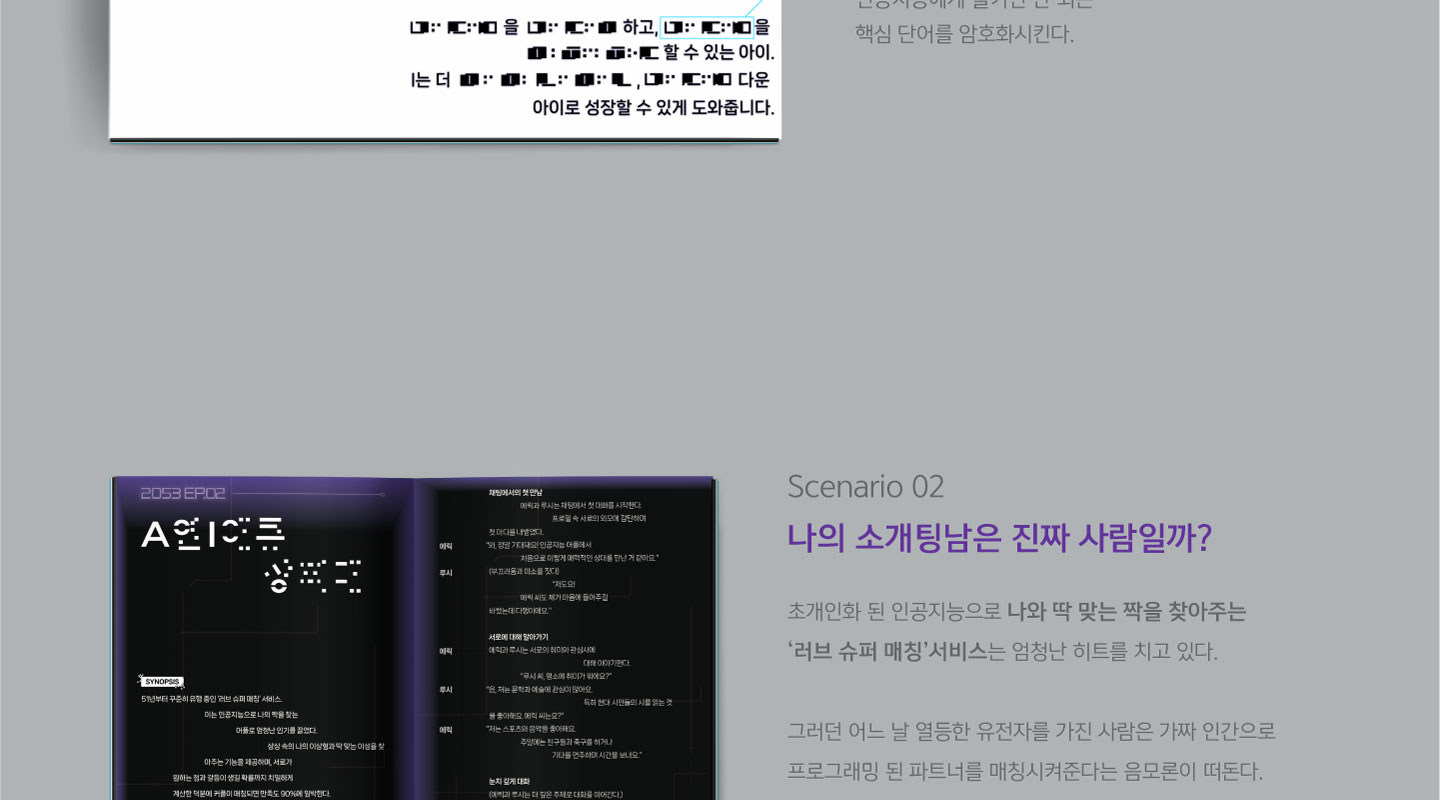 을 하고, 을
할 수 있는 아이.
는 더 , 다운
아이로 성장할 수 있게 도와줍니다.
핵심 단어를 암호화시킨다.
2053 EP.02
SYNOPSIS
51년부터 꾸준히 유행 중인 '러브 슈퍼 매칭' 서비스.
이는 인공지능으로 나의 짝을 찾는
어플로 엄청난 인기를 끌었다.
상상 속의 나의 이상형과 딱 맞는 이성을 찾
아주는 기능을 제공하며, 서로가
원하는 점과 갈등이 생길 확률까지 치밀하게
계산한 덕분에 커플이 매칭되면 만족도 90%에 임박한다.
채팅에서의 첫 만남
에릭과 루시는 채팅에서 첫 대화를 시작한다.
프로필 속 서로의 외모에 감탄하며
첫 마디를 내뱉었다.
에릭 "와, 정말 기대돼요! 인공지능 어플에서
처음으로 이렇게 매력적인 상대를 만난 거 같아요."
루시 (부끄러움과 미소를 짓다)
"저도요!
에릭 씨도 제가 마음에 들어주길
바랬는데 다행이에요."
서로에 대해 알아가기
에릭 에릭과 루시는 서로의 취미와 관심사에
대해 이야기한다.
"루시 씨, 평소에 취미가 뭐에요?"
루시 "음, 저는 문학과 예술에 관심이 많아요.
특히 현대 시인들의 시를 읽는 것
을 좋아해요. 에릭 씨는요?"
에릭 "저는 스포츠와 음악을 좋아해요.
주말에는 친구들과 축구를 하거나
기타를 연주하며 시간을 보내요."
눈치 깊게 대화
(에릭과 루시는 더 깊은 주제로 대화를 이어간다.)
Scenario 02
나의 소개팅남은 진짜 사람일까?
초개인화 된 인공지능으로 나와 딱 맞는 짝을 찾아주는
‘러브 슈퍼 매칭’서비스는 엄청난 히트를 치고 있다.
그러던 어느 날 열등한 유전자를 가진 사람은 가짜 인간으로
프로그래밍 된 파트너를 매칭시켜준다는 음모론이 떠돈다.